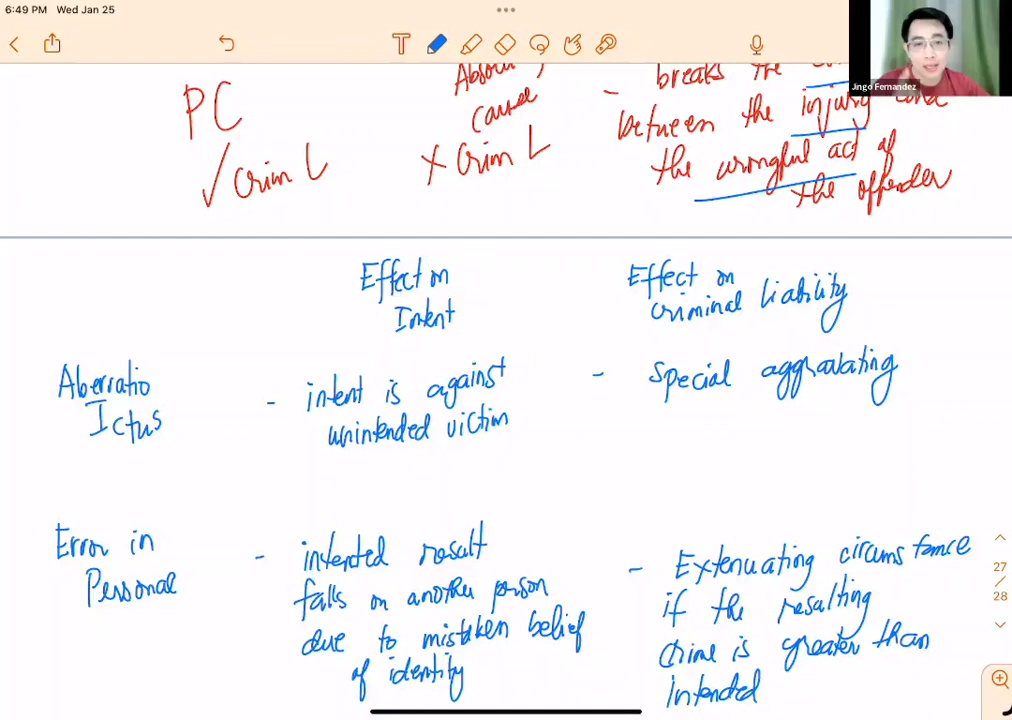 6:49 PM Wed Jan 25
Jingo Fernandez
PC
✓ Crim L
cause
x Crim L
- breaks the
between the injury and
the wrongful act of
the offender
Effect on
Intent
Effect on
criminal liability
Aberratio
Ictus
- intent is against
unintended victim
- Special aggravating
Error in
Personal
- intended result
falls on another person
due to mistaken belief
of identity
- Extenuating circumstance
if the resulting
crime is greater than
intended
27
/
28